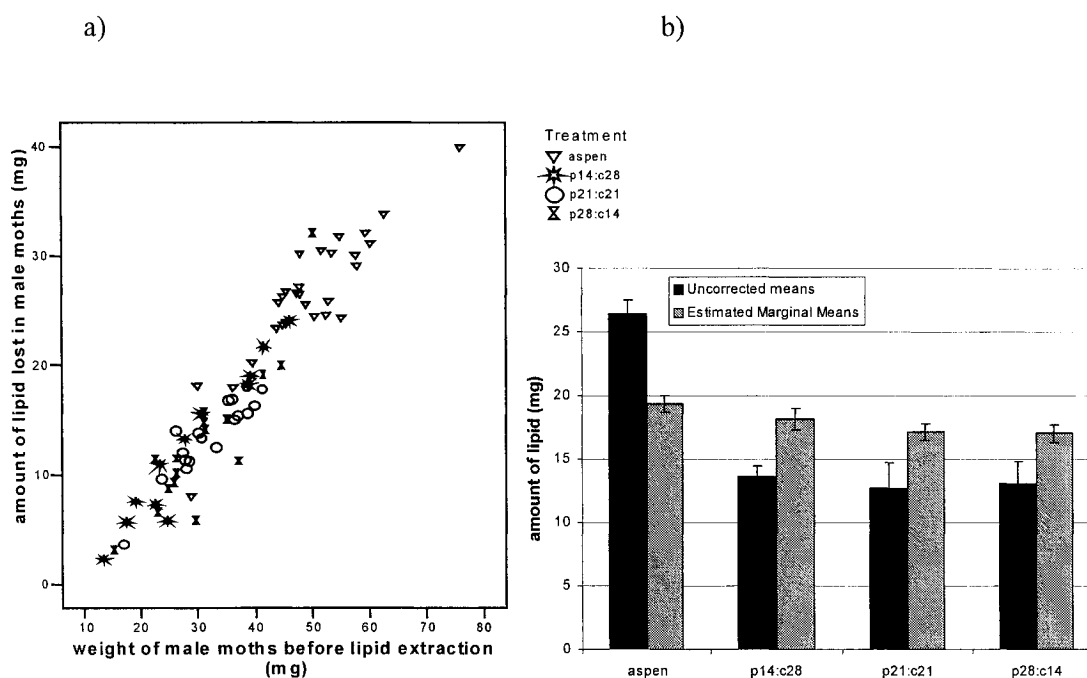 a)
b)
amount of lipid lost in male moths (mg)
40
30
20
10
0
10 20 30 40 50 60 70 80
weight of male moths before lipid extraction
(mg)
Treatment
aspen
p14:c28
p21:c21
p28:c14
amount of lipid (mg)
30
25
20
15
10
5
0
Uncorrected means
Estimated Marginal Means
aspen p14:c28 p21:c21 p28:c14